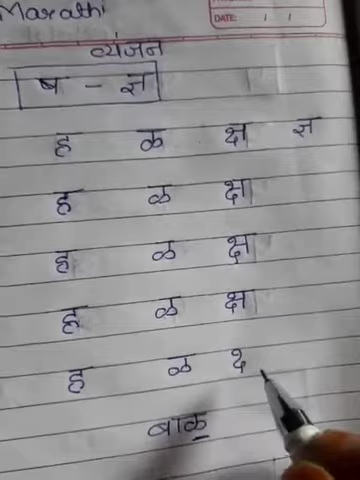 Marathi
DATE: / /
व्यंजन
ष - ज्ञ
ह ळ क्ष ज्ञ
ह ळ क्ष
ह ळ क्ष
ह ळ क्ष
ह ळ
बाळ